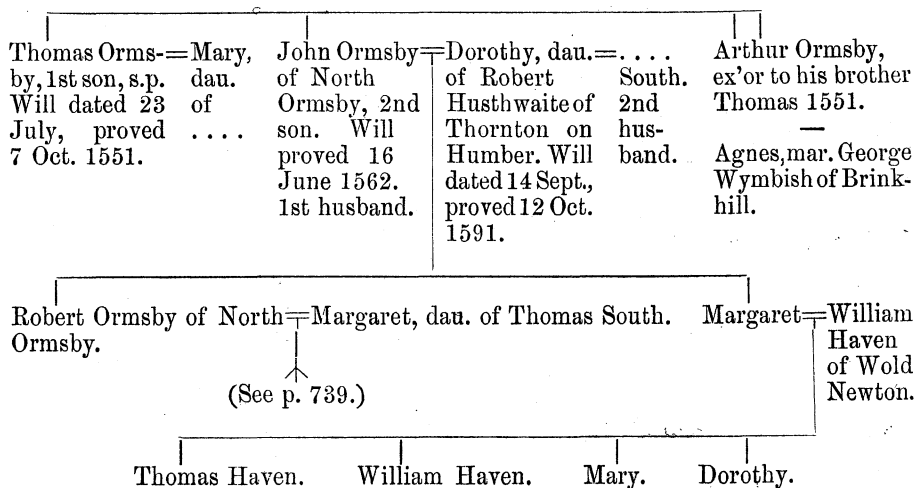 Thomas Orms-=Mary,
by, 1st son, s.p. dau.
Will dated 23 of
July, proved ....
7 Oct. 1551.
John Ormsby=
of North
Ormsby, 2nd
son. Will
proved 16
June 1562.
1st husband.
Dorothy, dau.=
of Robert
Husthwaite of
Thornton on
Humber. Will
dated 14 Sept.,
proved 12 Oct.
1591.
....
South.
2nd
hus-
band.
Arthur Ormsby,
ex'or to his brother
Thomas 1551.
—
Agnes, mar. George
Wymbish of Brink-
hill.
Robert Ormsby of North=Margaret, dau. of Thomas South.
Ormsby.
(See p. 739.)
Margaret=William
Haven
of Wold
Newton.
Thomas Haven. William Haven. Mary. Dorothy.